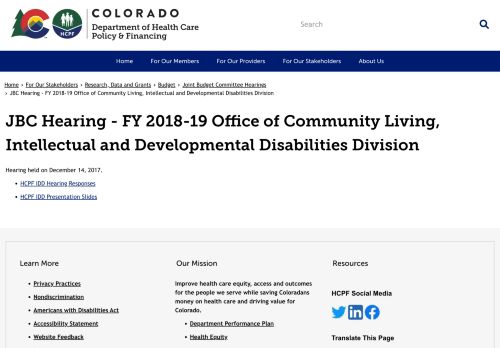 COLORADO
Department of Health Care
Policy & Financing
HCPF
Search
Home
For Our Members
For Our Providers
For Our Stakeholders
About Us
Home › For Our Stakeholders › Research, Data and Grants › Budget › Joint Budget Committee Hearings
› JBC Hearing - FY 2018-19 Office of Community Living, Intellectual and Developmental Disabilities Division
JBC Hearing - FY 2018-19 Office of Community Living,
Intellectual and Developmental Disabilities Division
Hearing held on December 14, 2017.
• HCPF IDD Hearing Responses
• HCPF IDD Presentation Slides
Learn More
• Privacy Practices
• Nondiscrimination
• Americans with Disabilities Act
• Accessibility Statement
• Website Feedback
Our Mission
Improve health care equity, access and outcomes
for the people we serve while saving Coloradans
money on health care and driving value for
Colorado.
• Department Performance Plan
• Health Equity
Resources
HCPF Social Media
Translate This Page